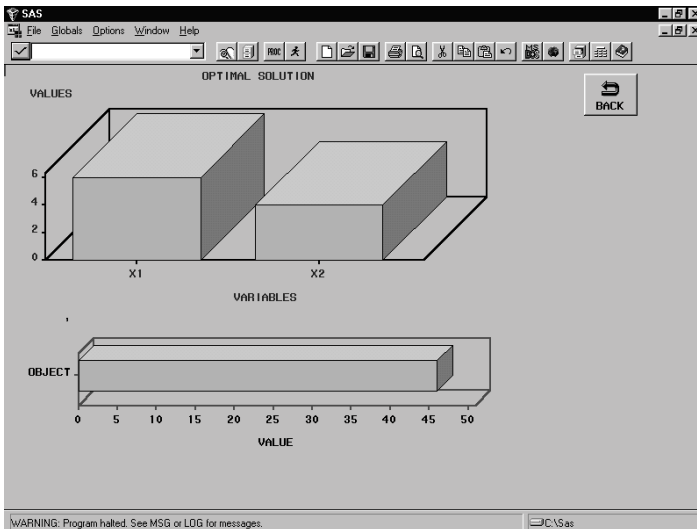 SAS
File Globals Options Window Help
PROC
OPTIMAL SOLUTION
VALUES
BACK
6
4
2
0
X1 X2
VARIABLES
OBJECT
0 5 10 15 20 25 30 35 40 45 50
VALUE
WARNING: Program halted. See MSG or LOG for messages.
C:\Sas